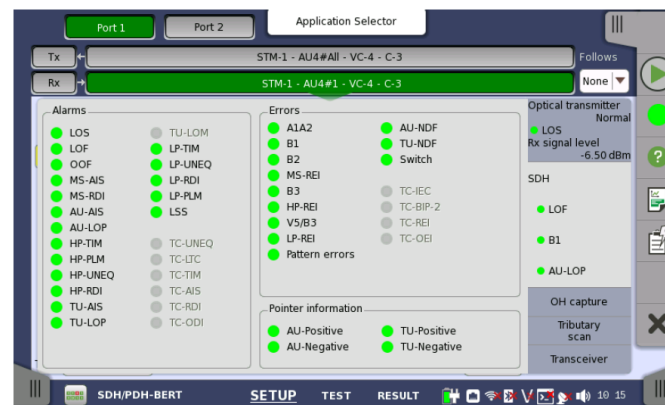 Port 1
Port 2
Application Selector
Tx
STM-1 - AU4#All - VC-4 - C-3
Follows
Rx
STM-1 - AU4#1 - VC-4 - C-3
None
Alarms
LOS
LOF
OOF
MS-AIS
MS-RDI
AU-AIS
AU-LOP
HP-TIM
HP-PLM
HP-UNEQ
HP-RDI
TU-AIS
TU-LOP
TU-LOM
LP-TIM
LP-UNEQ
LP-RDI
LP-PLM
LSS
TC-UNEQ
TC-LTC
TC-TIM
TC-AIS
TC-RDI
TC-ODI
Errors
A1A2
B1
B2
MS-REI
B3
HP-REI
V5/B3
LP-REI
Pattern errors
AU-NDF
TU-NDF
Switch
TC-IEC
TC-BIP-2
TC-REI
TC-OEI
Pointer information
AU-Positive
AU-Negative
TU-Positive
TU-Negative
Optical transmitter
Normal
LOS
Rx signal level
-6.50 dBm
SDH
LOF
B1
AU-LOP
OH capture
Tributary
scan
Transceiver
SDH/PDH-BERT
SETUP
TEST
RESULT
10 15